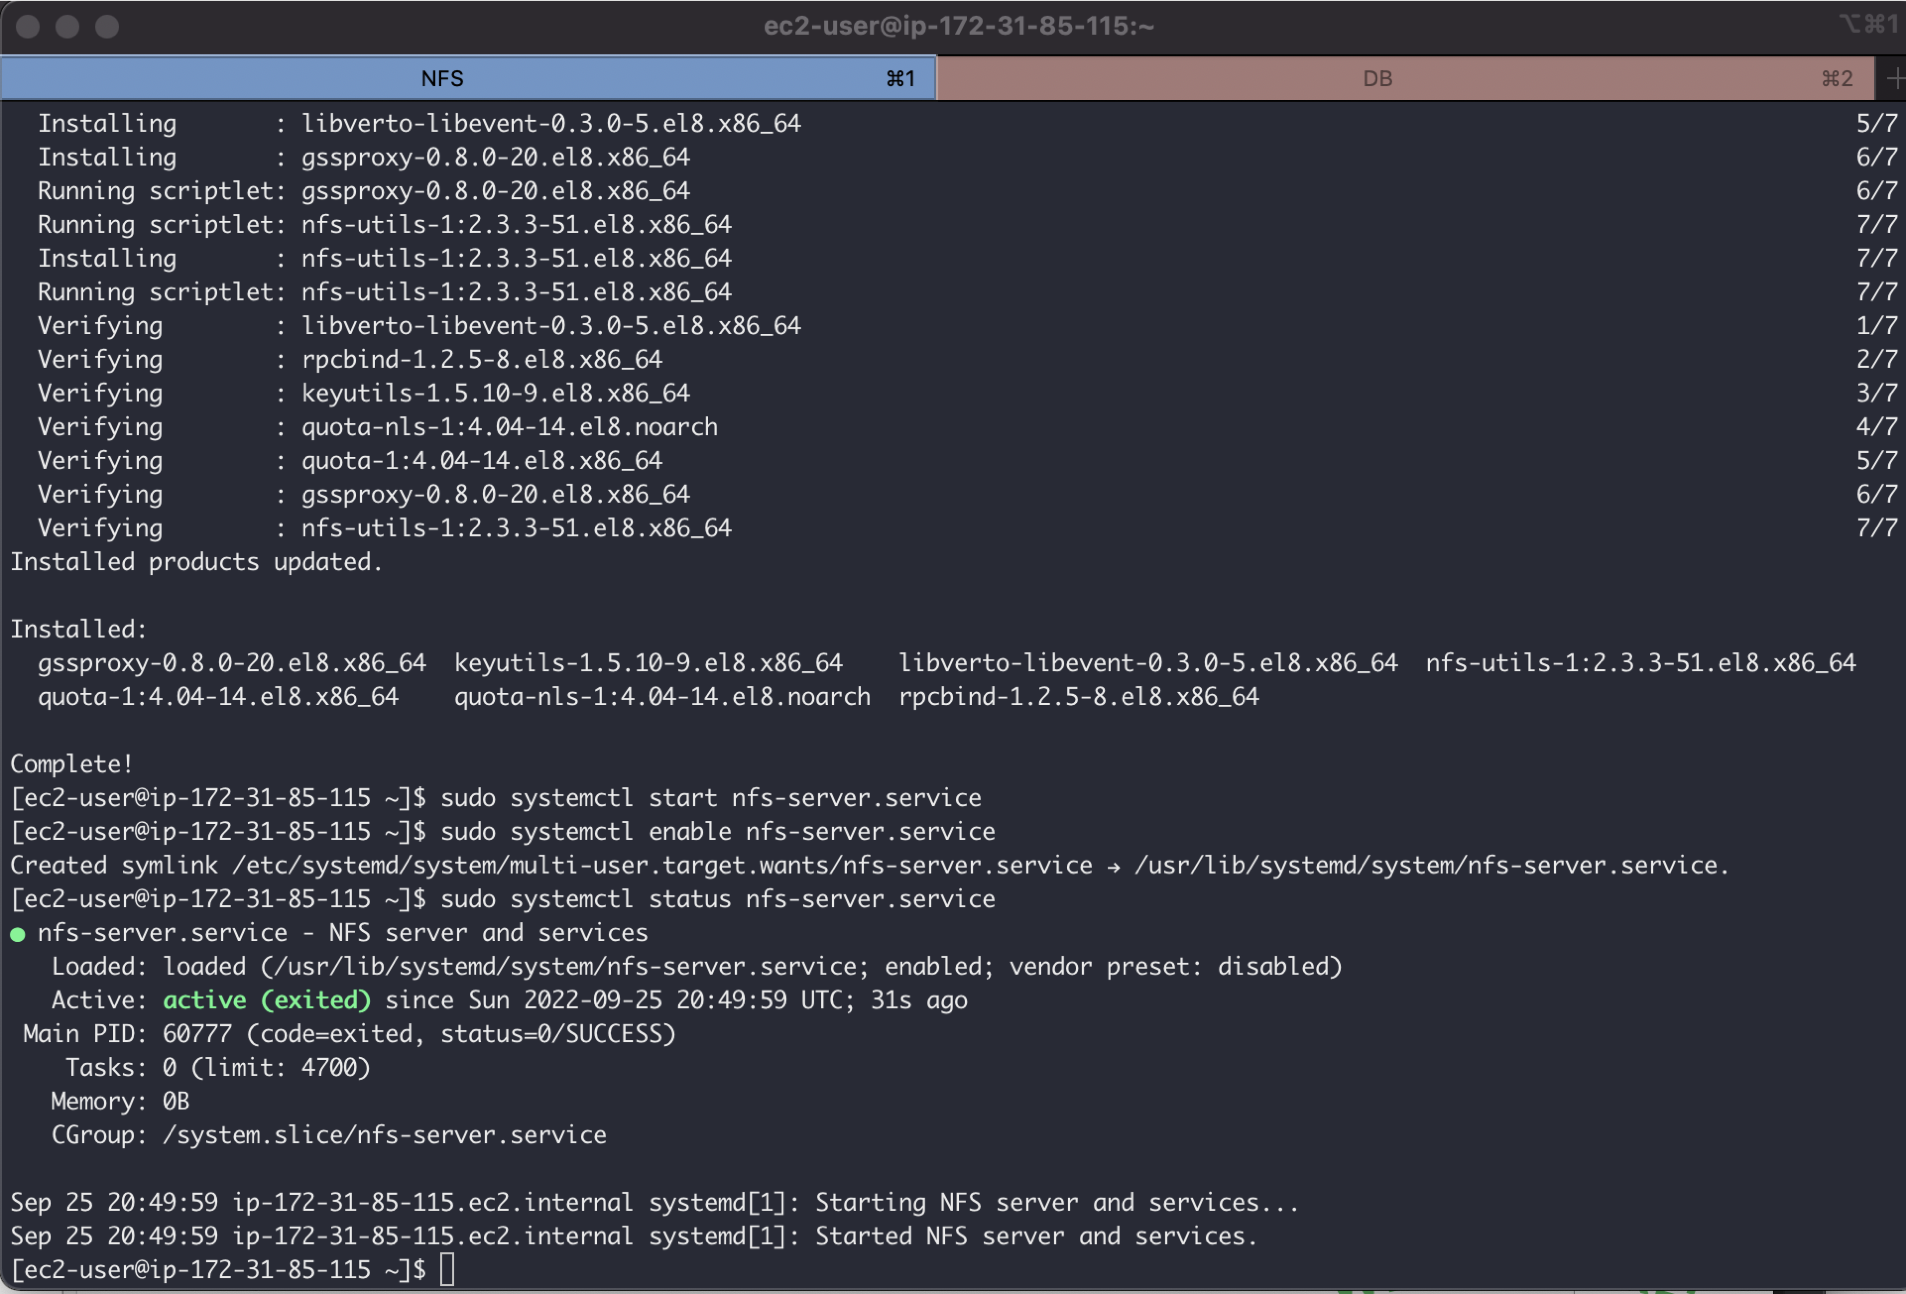 ec2-user@ip-172-31-85-115:~ ⌥⌘1
NFS ⌘1 DB ⌘2 +
Installing : libverto-libevent-0.3.0-5.el8.x86_64 5/7
Installing : gssproxy-0.8.0-20.el8.x86_64 6/7
Running scriptlet: gssproxy-0.8.0-20.el8.x86_64 6/7
Running scriptlet: nfs-utils-1:2.3.3-51.el8.x86_64 7/7
Installing : nfs-utils-1:2.3.3-51.el8.x86_64 7/7
Running scriptlet: nfs-utils-1:2.3.3-51.el8.x86_64 7/7
Verifying : libverto-libevent-0.3.0-5.el8.x86_64 1/7
Verifying : rpcbind-1.2.5-8.el8.x86_64 2/7
Verifying : keyutils-1.5.10-9.el8.x86_64 3/7
Verifying : quota-nls-1:4.04-14.el8.noarch 4/7
Verifying : quota-1:4.04-14.el8.x86_64 5/7
Verifying : gssproxy-0.8.0-20.el8.x86_64 6/7
Verifying : nfs-utils-1:2.3.3-51.el8.x86_64 7/7
Installed products updated.
Installed:
gssproxy-0.8.0-20.el8.x86_64 keyutils-1.5.10-9.el8.x86_64 libverto-libevent-0.3.0-5.el8.x86_64 nfs-utils-1:2.3.3-51.el8.x86_64
quota-1:4.04-14.el8.x86_64 quota-nls-1:4.04-14.el8.noarch rpcbind-1.2.5-8.el8.x86_64
Complete!
[ec2-user@ip-172-31-85-115 ~]$ sudo systemctl start nfs-server.service
[ec2-user@ip-172-31-85-115 ~]$ sudo systemctl enable nfs-server.service
Created symlink /etc/systemd/system/multi-user.target.wants/nfs-server.service → /usr/lib/systemd/system/nfs-server.service.
[ec2-user@ip-172-31-85-115 ~]$ sudo systemctl status nfs-server.service
● nfs-server.service - NFS server and services
Loaded: loaded (/usr/lib/systemd/system/nfs-server.service; enabled; vendor preset: disabled)
Active: active (exited) since Sun 2022-09-25 20:49:59 UTC; 31s ago
Main PID: 60777 (code=exited, status=0/SUCCESS)
Tasks: 0 (limit: 4700)
Memory: 0B
CGroup: /system.slice/nfs-server.service
Sep 25 20:49:59 ip-172-31-85-115.ec2.internal systemd[1]: Starting NFS server and services...
Sep 25 20:49:59 ip-172-31-85-115.ec2.internal systemd[1]: Started NFS server and services.
[ec2-user@ip-172-31-85-115 ~]$